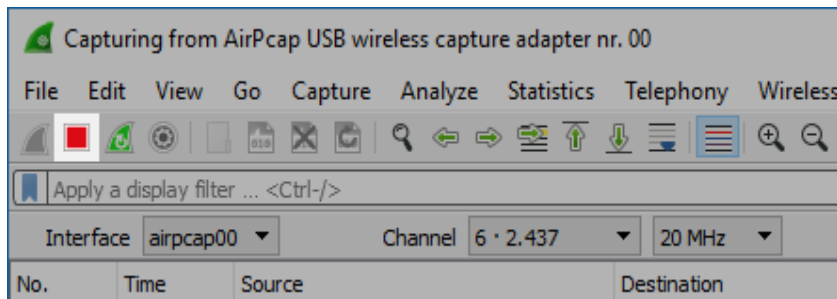 Capturing from AirPcap USB wireless capture adapter nr. 00
File Edit View Go Capture Analyze Statistics Telephony Wireless
010
Apply a display filter ... <Ctrl-/>
Interface airpcap00 Channel 6 · 2.437 20 MHz
No. Time Source Destination